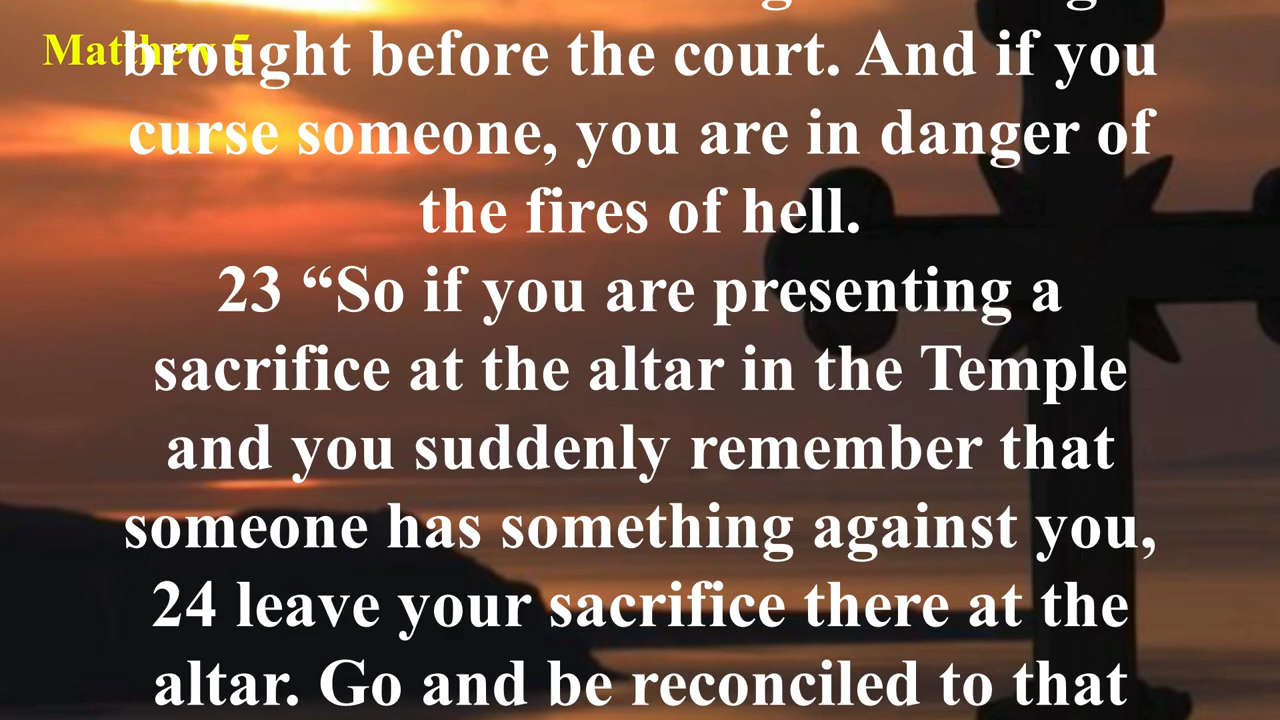 Matthew 5
brought before the court. And if you
curse someone, you are in danger of
the fires of hell.
23 “So if you are presenting a
sacrifice at the altar in the Temple
and you suddenly remember that
someone has something against you,
24 leave your sacrifice there at the
altar. Go and be reconciled to that